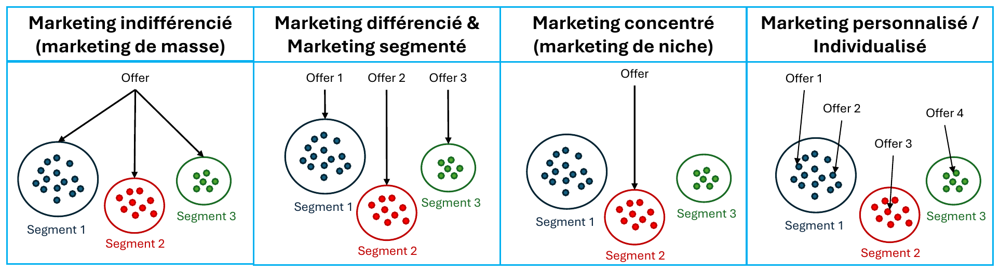 Marketing indifférencié
(marketing de masse)
Marketing différencié &
Marketing segmenté
Marketing concentré
(marketing de niche)
Marketing personnalisé /
Individualisé
Offer
Segment 1
Segment 2
Segment 3
Offer 1
Offer 2
Offer 3
Segment 1
Segment 2
Segment 3
Offer
Segment 1
Segment 2
Segment 3
Offer 1
Offer 2
Offer 3
Offer 4
Segment 1
Segment 2
Segment 3